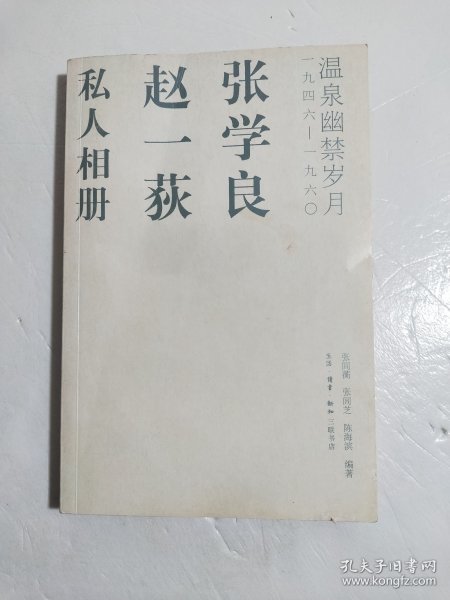 温泉幽禁岁月
一九四六—一九六〇
张学良
赵一荻
私人相册
张闾衡 张闾芝 陈海滨 编著
生活·读书·新知三联书店
孔夫子旧书网
www.kongfz.com